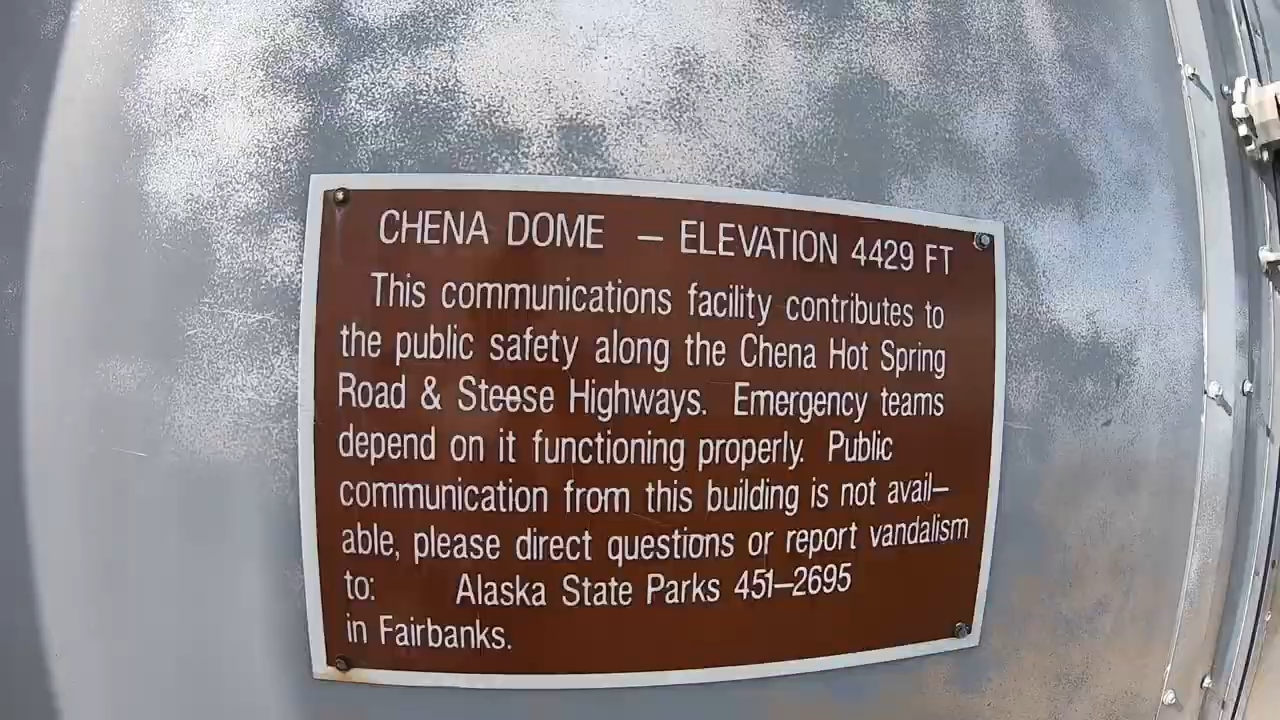 CHENA DOME — ELEVATION 4429 FT
This communications facility contributes to
the public safety along the Chena Hot Spring
Road & Steese Highways. Emergency teams
depend on it functioning properly. Public
communication from this building is not avail–
able, please direct questions or report vandalism
to: Alaska State Parks 451–2695
in Fairbanks.